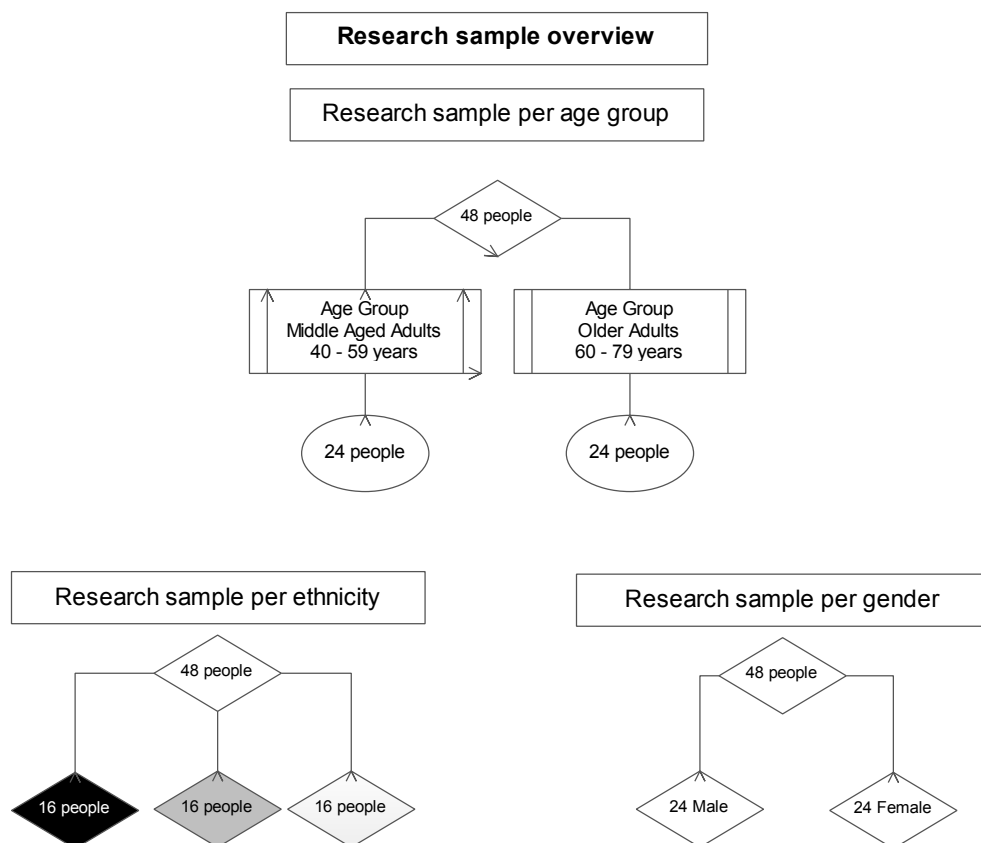 Research sample overview
Research sample per age group
48 people
Age Group
Middle Aged Adults
40 - 59 years
Age Group
Older Adults
60 - 79 years
24 people
24 people
Research sample per ethnicity
48 people
16 people
16 people
16 people
Research sample per gender
48 people
24 Male
24 Female